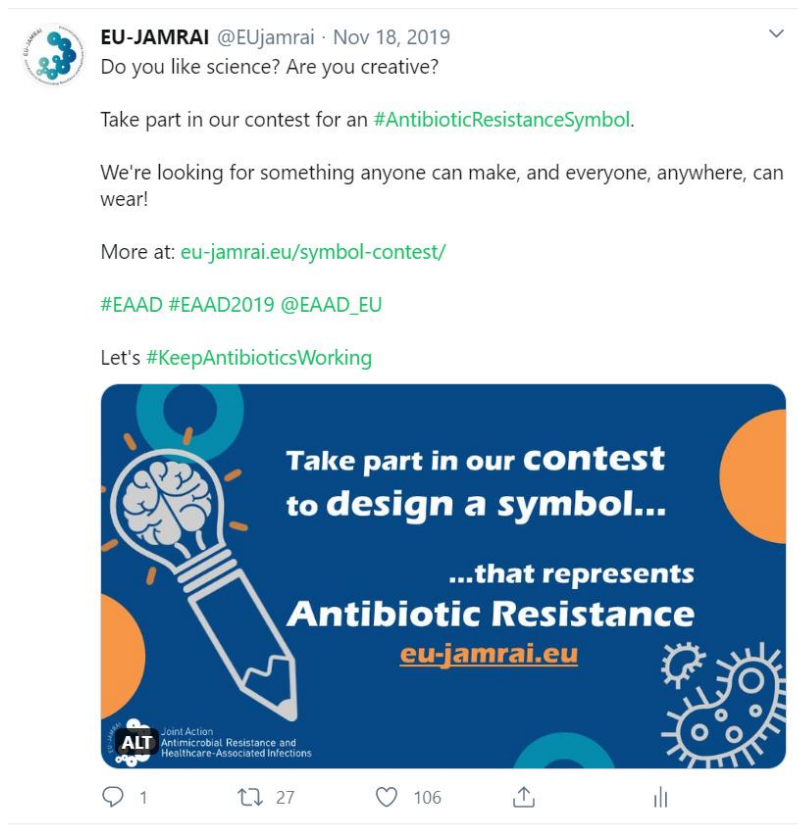 EU-JAMRAI @EUjamrai · Nov 18, 2019
Do you like science? Are you creative?
Take part in our contest for an #AntibioticResistanceSymbol.
We're looking for something anyone can make, and everyone, anywhere, can
wear!
More at: eu-jamrai.eu/symbol-contest/
#EAAD #EAAD2019 @EAAD_EU
Let's #KeepAntibioticsWorking
Take part in our contest
to design a symbol...
...that represents
Antibiotic Resistance
eu-jamrai.eu
ALT
Joint Action
Antimicrobial Resistance and
Healthcare-Associated Infections
1
27
106